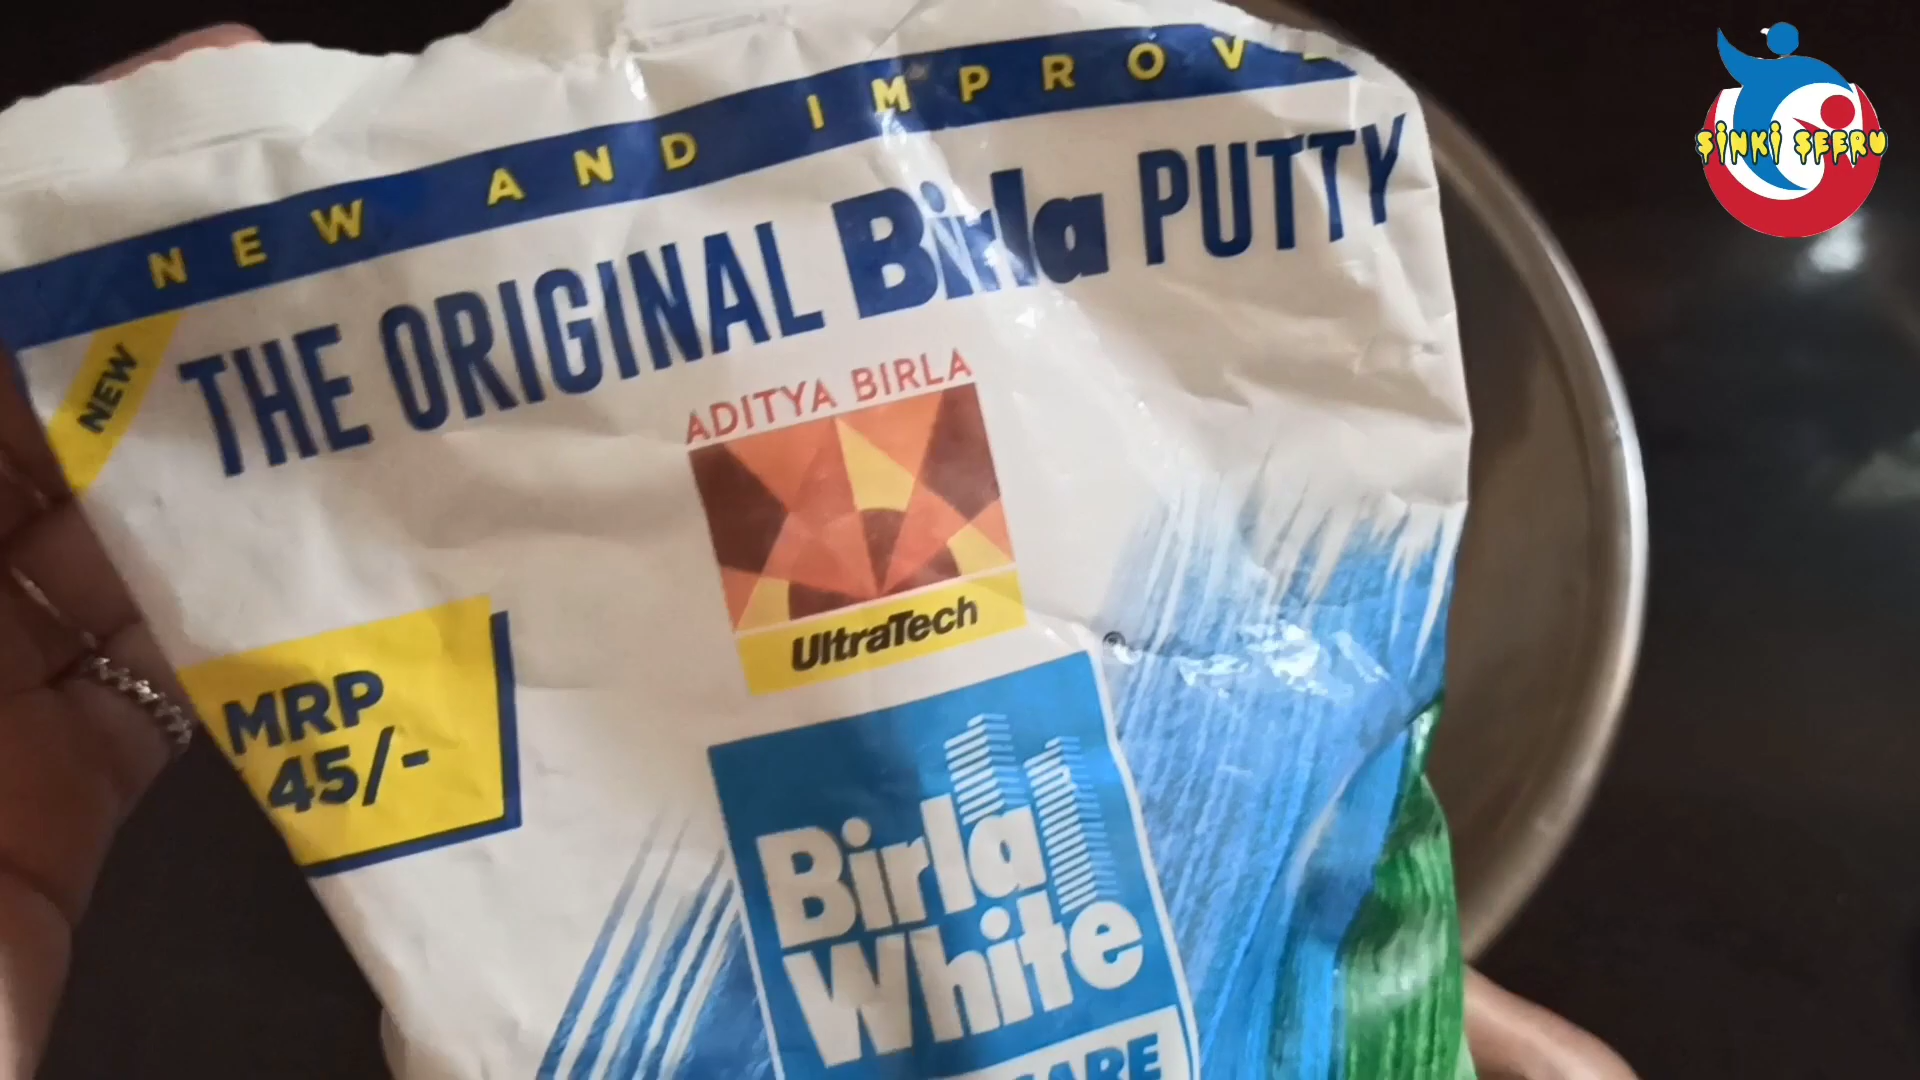 NEW AND IMPROVE
SINKI SEERU
THE ORIGINAL Birla PUTTY
NEW
ADITYA BIRLA
UltraTech
MRP
45/-
®
Birla
White